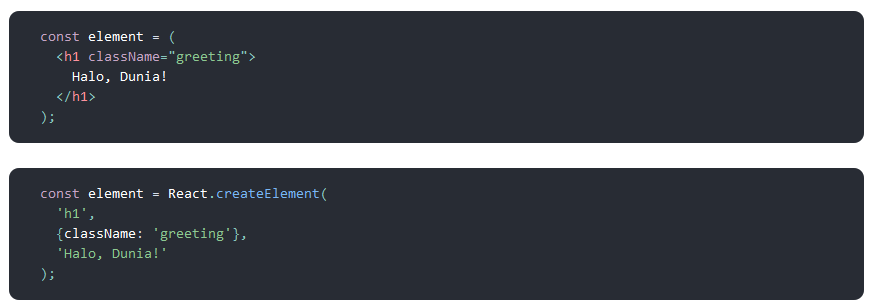 const element = (
  <h1 className="greeting">
    Halo, Dunia!
  </h1>
);
const element = React.createElement(
  'h1',
  {className: 'greeting'},
  'Halo, Dunia!'
);